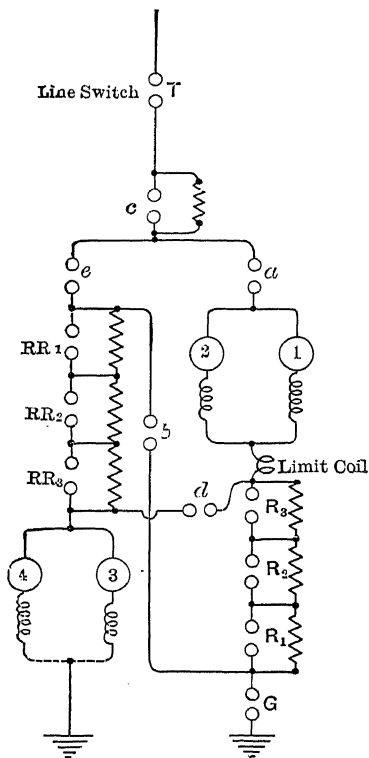 Line Switch T
c
e
a
RR1
2
1
RR2
b
Limit Coil
RR3
d
R3
4
3
R2
R1
G